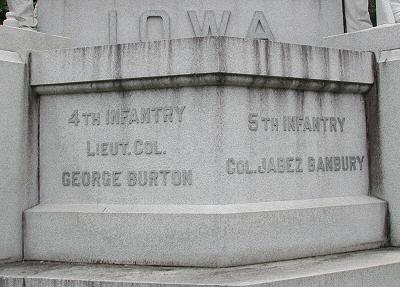 IOWA
4TH INFANTRY
LIEUT. COL.
GEORGE BURTON
5TH INFANTRY
COL. JABEZ BANBURY